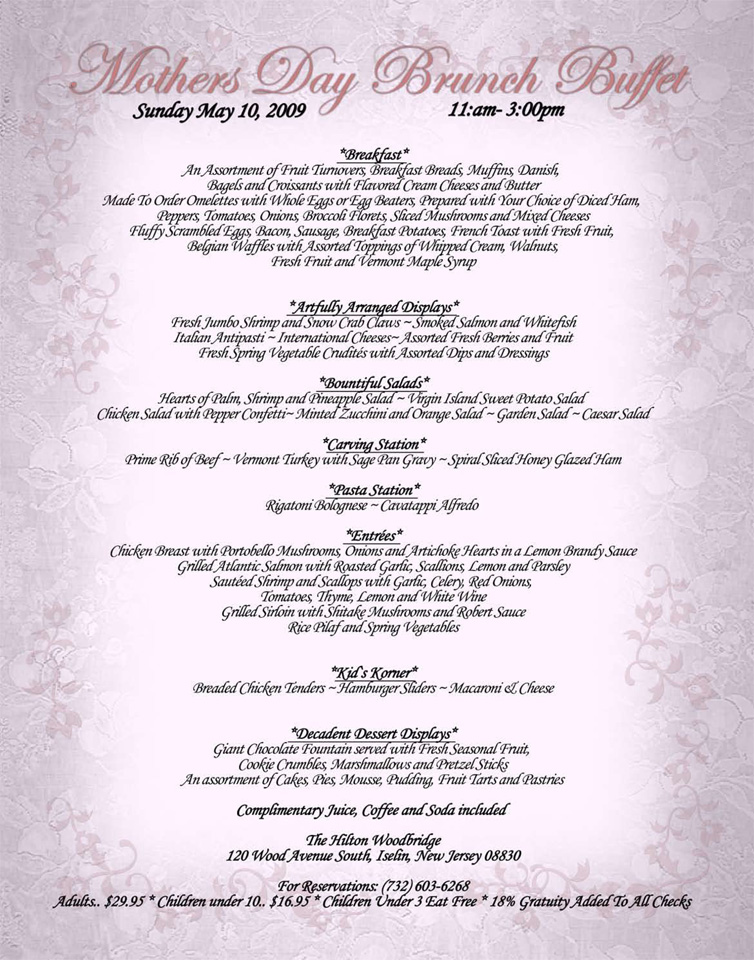 Mothers Day Brunch Buffet
Sunday May 10, 2009 11:am- 3:00pm
*Breakfast*
An Assortment of Fruit Turnovers, Breakfast Breads, Muffins, Danish,
Bagels and Croissants with Flavored Cream Cheeses and Butter
Made To Order Omelettes with Whole Eggs or Egg Beaters, Prepared with Your Choice of Diced Ham,
Peppers, Tomatoes, Onions, Broccoli Florets, Sliced Mushrooms and Mixed Cheeses
Fluffy Scrambled Eggs, Bacon, Sausage, Breakfast Potatoes, French Toast with Fresh Fruit,
Belgian Waffles with Assorted Toppings of Whipped Cream, Walnuts,
Fresh Fruit and Vermont Maple Syrup
*Artfully Arranged Displays*
Fresh Jumbo Shrimp and Snow Crab Claws ~ Smoked Salmon and Whitefish
Italian Antipasti ~ International Cheeses~ Assorted Fresh Berries and Fruit
Fresh Spring Vegetable Crudités with Assorted Dips and Dressings
*Bountiful Salads*
Hearts of Palm, Shrimp and Pineapple Salad ~ Virgin Island Sweet Potato Salad
Chicken Salad with Pepper Confetti~ Minted Zucchini and Orange Salad ~ Garden Salad ~ Caesar Salad
*Carving Station*
Prime Rib of Beef ~ Vermont Turkey with Sage Pan Gravy ~ Spiral Sliced Honey Glazed Ham
*Pasta Station*
Rigatoni Bolognese ~ Cavatappi Alfredo
*Entrées*
Chicken Breast with Portobello Mushrooms, Onions and Artichoke Hearts in a Lemon Brandy Sauce
Grilled Atlantic Salmon with Roasted Garlic, Scallions, Lemon and Parsley
Sautéed Shrimp and Scallops with Garlic, Celery, Red Onions,
Tomatoes, Thyme, Lemon and White Wine
Grilled Sirloin with Shitake Mushrooms and Robert Sauce
Rice Pilaf and Spring Vegetables
*Kid's Korner*
Breaded Chicken Tenders ~ Hamburger Sliders ~ Macaroni & Cheese
*Decadent Dessert Displays*
Giant Chocolate Fountain served with Fresh Seasonal Fruit,
Cookie Crumbles, Marshmallows and Pretzel Sticks
An assortment of Cakes, Pies, Mousse, Pudding, Fruit Tarts and Pastries
Complimentary Juice, Coffee and Soda included
The Hilton Woodbridge
120 Wood Avenue South, Iselin, New Jersey 08830
For Reservations: (732) 603-6268
Adults.. $29.95 * Children under 10.. $16.95 * Children Under 3 Eat Free * 18% Gratuity Added To All Checks